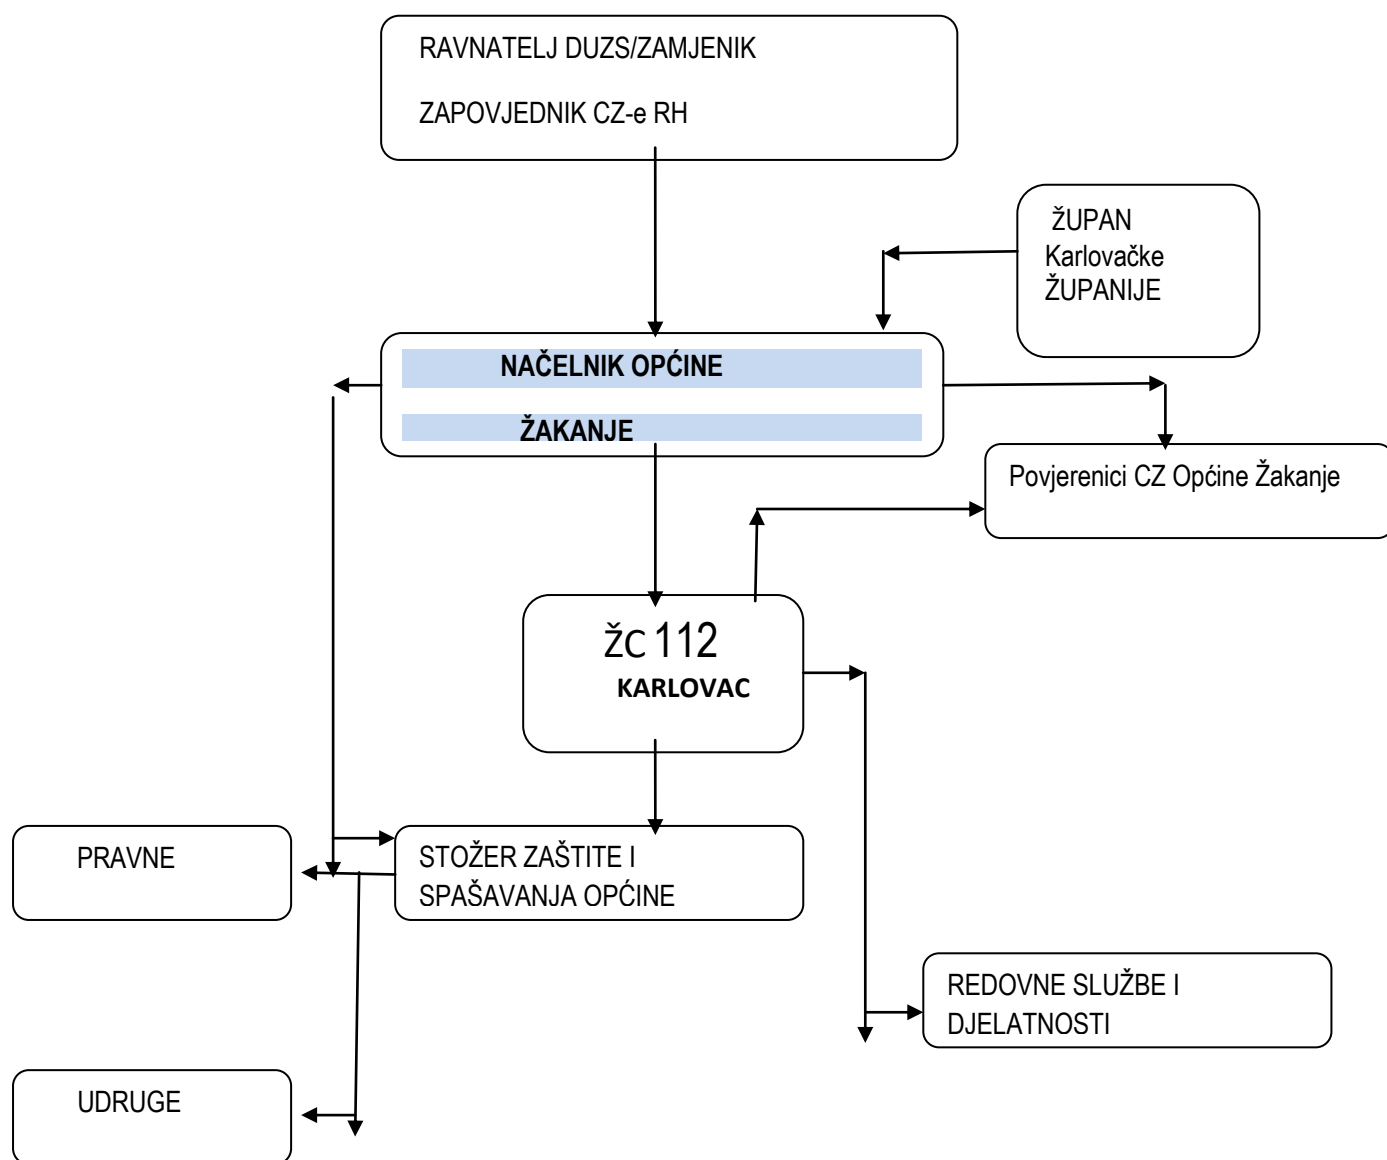 RAVNATELJ DUZS/ZAMJENIK
ZAPOVJEDNIK CZ-e RH
ŽUPAN
Karlovačke
ŽUPANIJE
NAČELNIK OPĆINE
ŽAKANJE
Povjerenici CZ Općine Žakanje
ŽC 112
KARLOVAC
PRAVNE
STOŽER ZAŠTITE I
SPAŠAVANJA OPĆINE
REDOVNE SLUŽBE I
DJELATNOSTI
UDRUGE